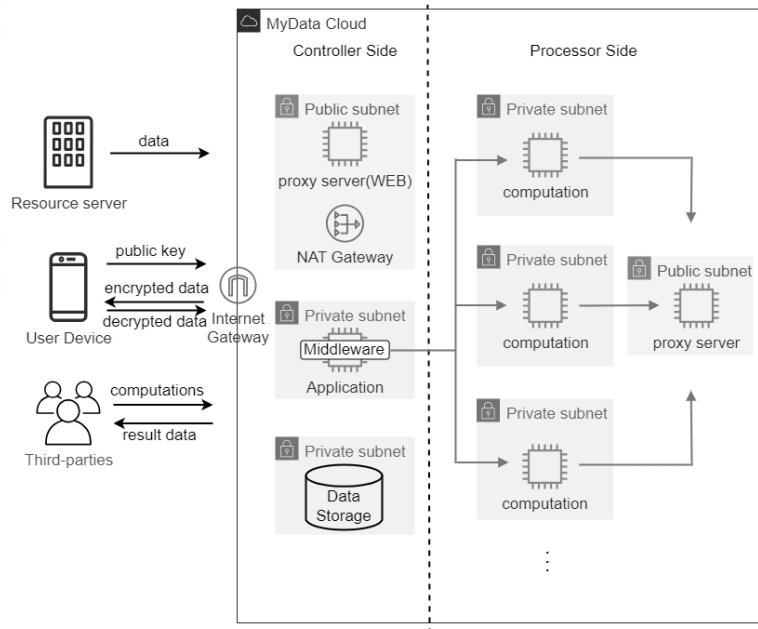 MyData Cloud
Controller Side
Processor Side
Public subnet
proxy server(WEB)
NAT Gateway
Resource server
data
User Device
public key
encrypted data
decrypted data
Internet
Gateway
Third-parties
computations
result data
Private subnet
Middleware
Application
Private subnet
Data
Storage
Private subnet
computation
Private subnet
computation
Private subnet
computation
Public subnet
proxy server